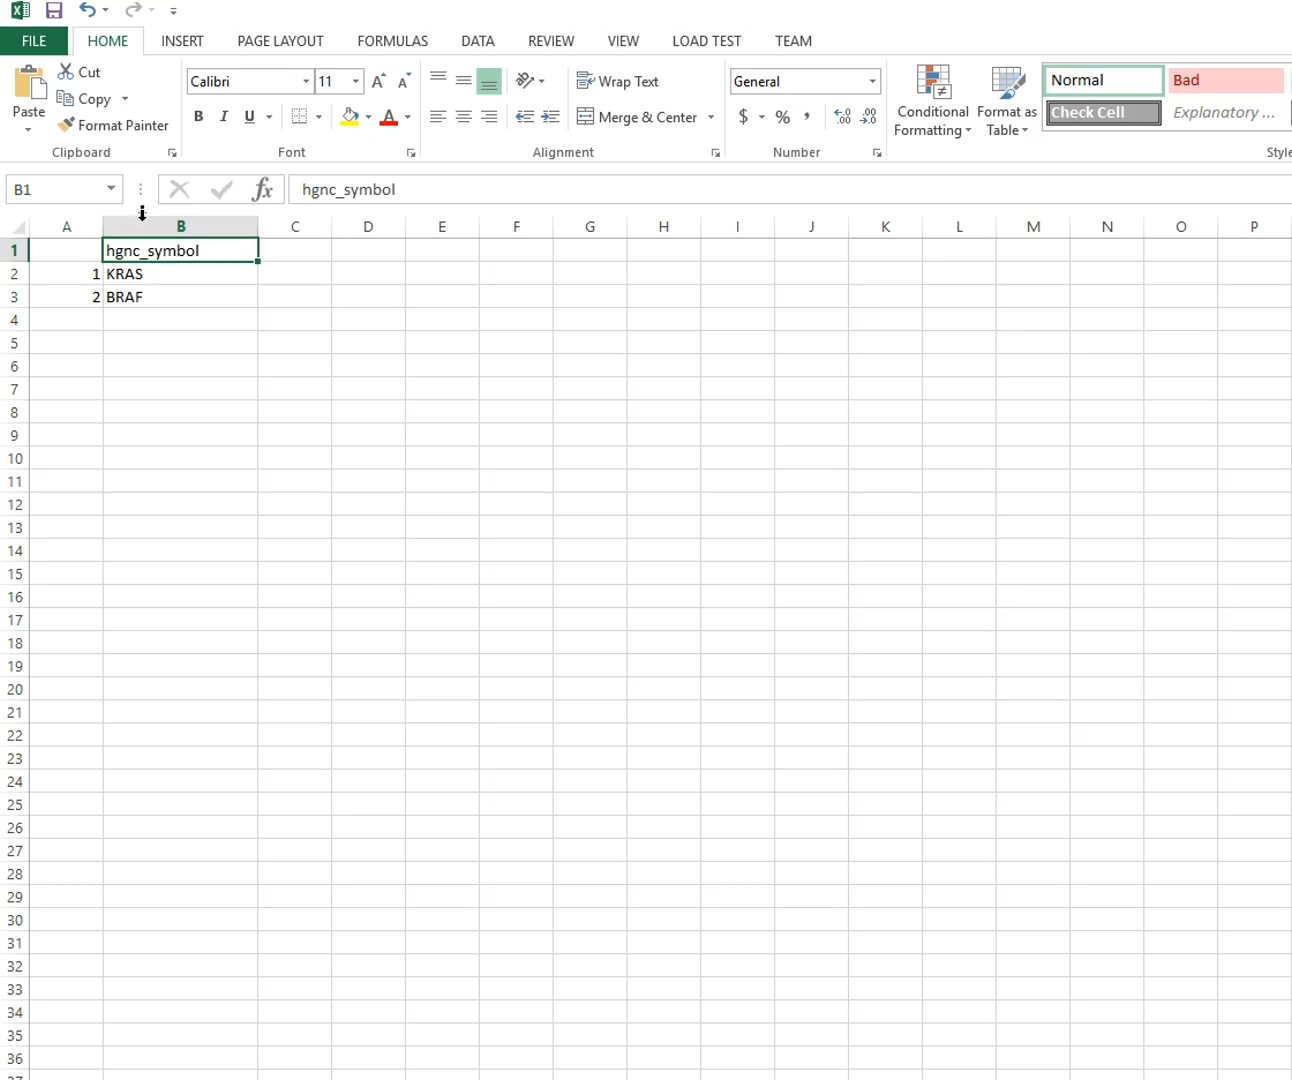 FILE HOME INSERT PAGE LAYOUT FORMULAS DATA REVIEW VIEW LOAD TEST TEAM
Paste
Cut
Copy
Format Painter
Clipboard
Calibri 11
B I U
Font
Wrap Text
Merge & Center
Alignment
General
$ % ,
Number
Conditional Formatting
Format as Table
Normal Bad
Check Cell Explanatory ...
Style
B1 fx hgnc_symbol
A B C D E F G H I J K L M N O P
1 hgnc_symbol
2 1 KRAS
3 2 BRAF
4
5
6
7
8
9
10
11
12
13
14
15
16
17
18
19
20
21
22
23
24
25
26
27
28
29
30
31
32
33
34
35
36